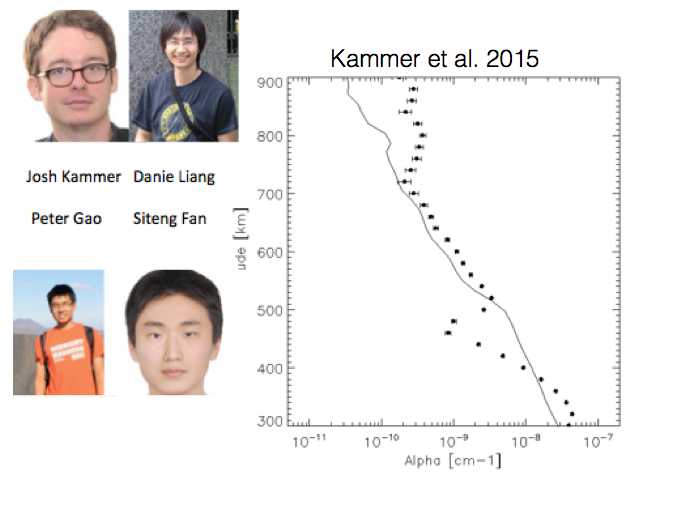 Kammer et al. 2015
Josh Kammer Danie Liang
Peter Gao Siteng Fan
900
800
700
600
500
400
300
ude [km]
10⁻¹¹ 10⁻¹⁰ 10⁻⁹ 10⁻⁸ 10⁻⁷
Alpha [cm−1]